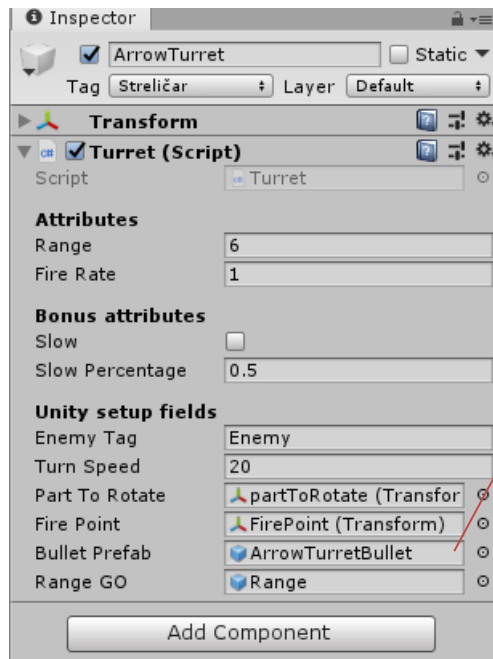 Inspector
ArrowTurret Static
Tag Streličar Layer Default
Transform
Turret (Script)
Script Turret
Attributes
Range 6
Fire Rate 1
Bonus attributes
Slow
Slow Percentage 0.5
Unity setup fields
Enemy Tag Enemy
Turn Speed 20
Part To Rotate partToRotate (Transfor
Fire Point FirePoint (Transform)
Bullet Prefab ArrowTurretBullet
Range GO Range
Add Component